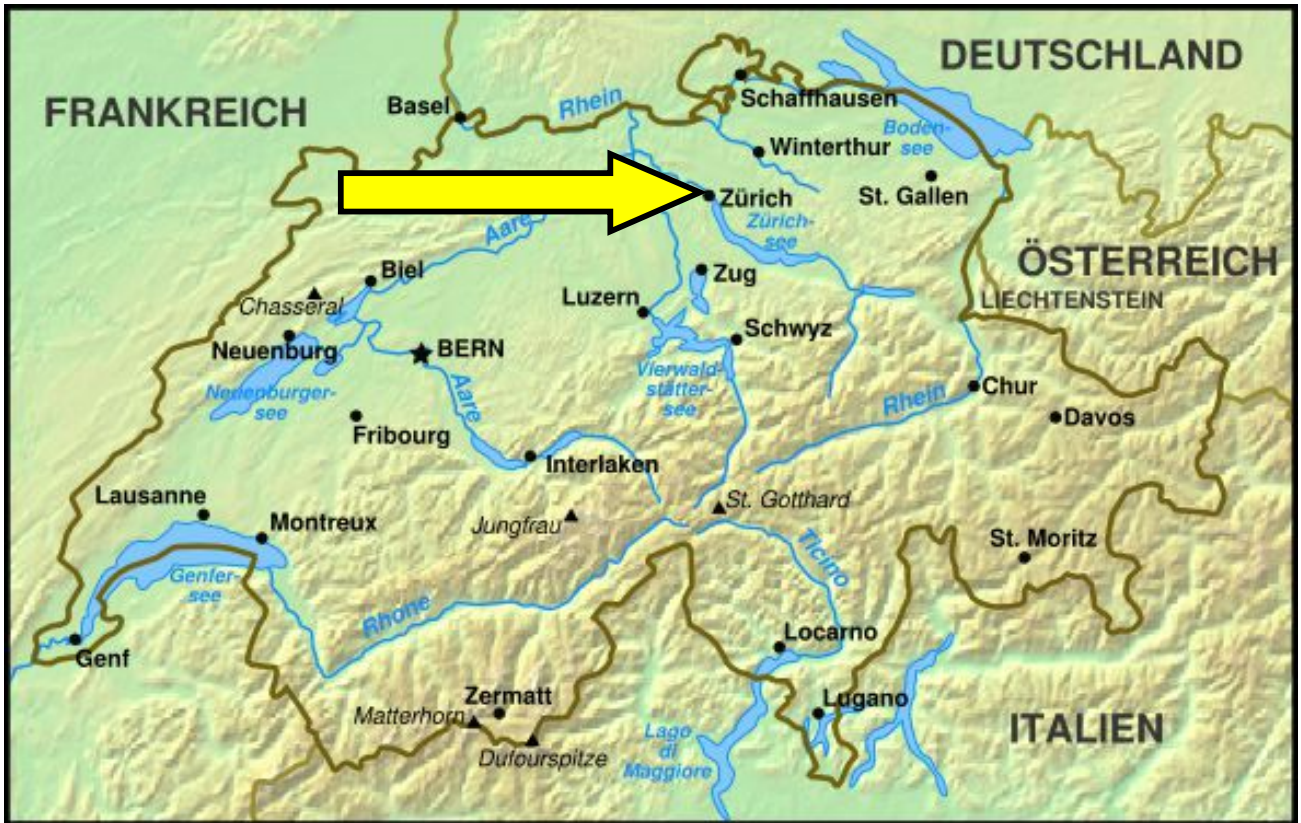 DEUTSCHLAND
FRANKREICH
Basel
Rhein
Schaffhausen
Boden-
see
Winterthur
St. Gallen
Zürich
Zürich-
see
Aare
ÖSTERREICH
LIECHTENSTEIN
Biel
Chasseral
Zug
Luzern
Schwyz
Neuenburg
BERN
Neuenburger-
see
Vierwald-
stätter-
see
Aare
Rhein
Chur
Davos
Fribourg
Interlaken
Lausanne
Montreux
Jungfrau
St. Gotthard
St. Moritz
Ticino
Genfer-
see
Rhone
Genf
Locarno
Zermatt
Matterhorn
Lugano
Dufourspitze
Lago
di
Maggiore
ITALIEN